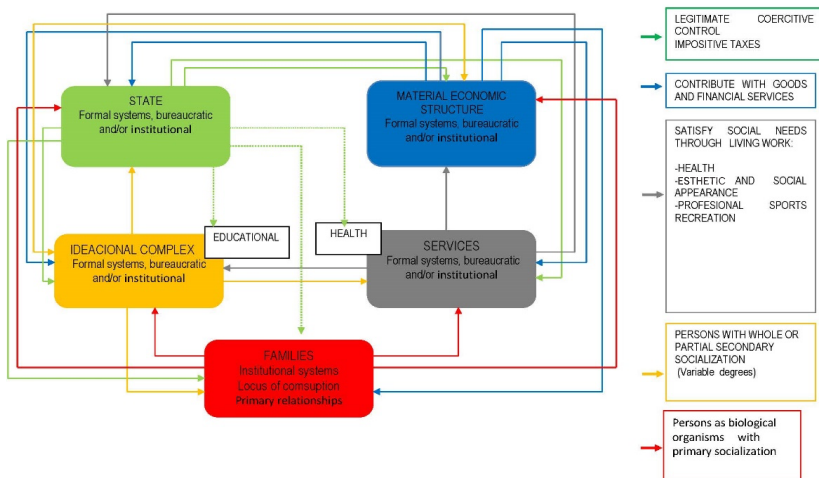 STATE
Formal systems, bureaucratic
and/or institutional
MATERIAL ECONOMIC
STRUCTURE
Formal systems, bureaucratic
and/or institutional
EDUCATIONAL
HEALTH
IDEACIONAL COMPLEX
Formal systems, bureaucratic
and/or institutional
SERVICES
Formal systems, bureaucratic
and/or institutional
FAMILIES
Institutional systems
Locus of comsuption
Primary relationships
LEGITIMATE COERCITIVE
CONTROL
IMPOSITIVE TAXES
CONTRIBUTE WITH GOODS
AND FINANCIAL SERVICES
SATISFY SOCIAL NEEDS
THROUGH LIVING WORK:
-HEALTH
-ESTHETIC AND SOCIAL
APPEARANCE
-PROFESIONAL SPORTS
RECREATION
PERSONS WITH WHOLE OR
PARTIAL SECONDARY
SOCIALIZATION
(Variable degrees)
Persons as biological
organisms with
primary socialization